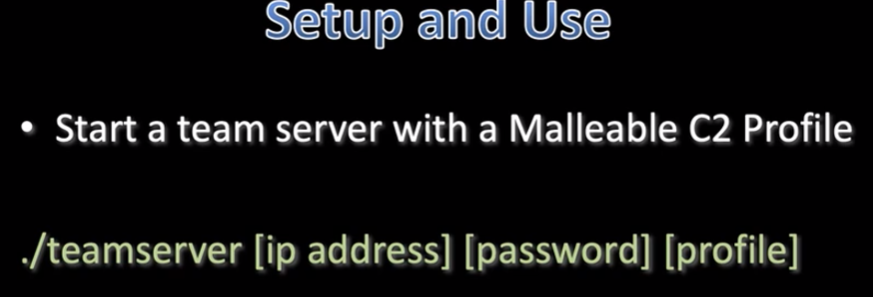 Setup and Use
• Start a team server with a Malleable C2 Profile
./teamserver [ip address] [password] [profile]